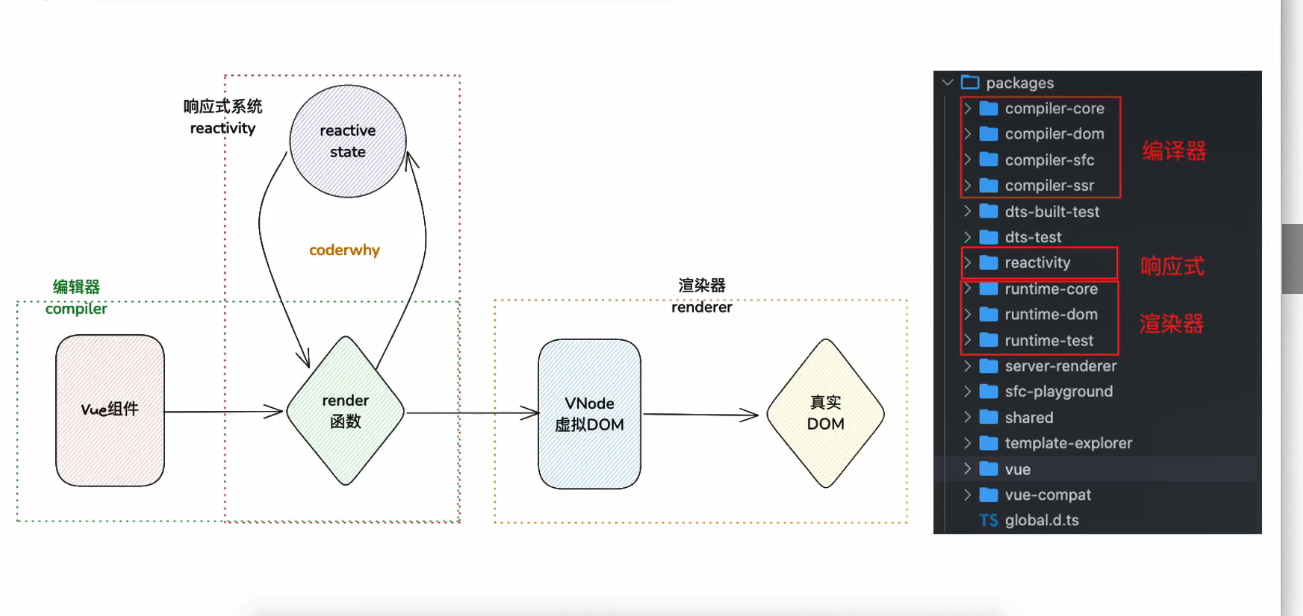 响应式系统
reactivity
reactive
state
coderwhy
编辑器
compiler
Vue组件
render
函数
渲染器
renderer
VNode
虚拟DOM
真实
DOM
packages
compiler-core
compiler-dom
compiler-sfc
compiler-ssr
编译器
dts-built-test
dts-test
reactivity
响应式
runtime-core
runtime-dom
runtime-test
渲染器
server-renderer
sfc-playground
shared
template-explorer
vue
vue-compat
TS global.d.ts